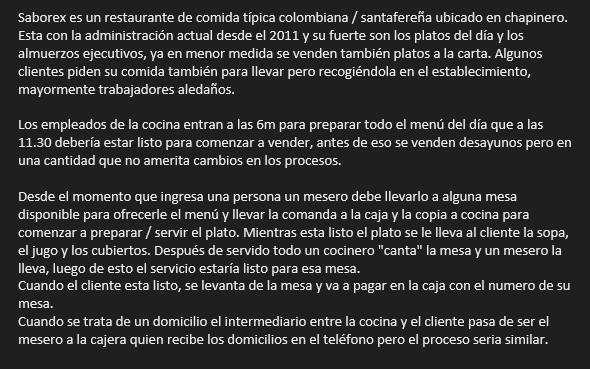 Saborex es un restaurante de comida típica colombiana / santafereña ubicado en chapinero.
Esta con la administración actual desde el 2011 y su fuerte son los platos del día y los
almuerzos ejecutivos, ya en menor medida se venden también platos a la carta. Algunos
clientes piden su comida también para llevar pero recogiéndola en el establecimiento,
mayormente trabajadores aledaños.

Los empleados de la cocina entran a las 6m para preparar todo el menú del día que a las
11.30 debería estar listo para comenzar a vender, antes de eso se venden desayunos pero en
una cantidad que no amerita cambios en los procesos.

Desde el momento que ingresa una persona un mesero debe llevarlo a alguna mesa
disponible para ofrecerle el menú y llevar la comanda a la caja y la copia a cocina para
comenzar a preparar / servir el plato. Mientras esta listo el plato se le lleva al cliente la sopa,
el jugo y los cubiertos. Después de servido todo un cocinero "canta" la mesa y un mesero la
lleva, luego de esto el servicio estaría listo para esa mesa.
Cuando el cliente esta listo, se levanta de la mesa y va a pagar en la caja con el numero de su
mesa.
Cuando se trata de un domicilio el intermediario entre la cocina y el cliente pasa de ser el
mesero a la cajera quien recibe los domicilios en el teléfono pero el proceso seria similar.